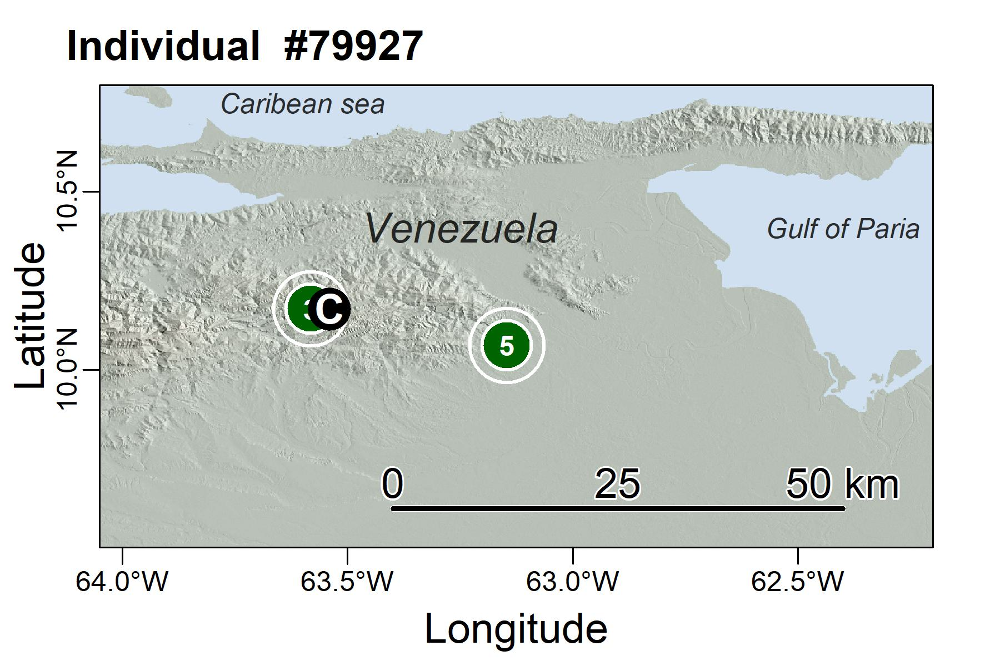 Individual #79927
Caribean sea
10.5°N
Venezuela
Gulf of Paria
Latitude
C
5
10.0°N
0 25 50 km
64.0°W 63.5°W 63.0°W 62.5°W
Longitude